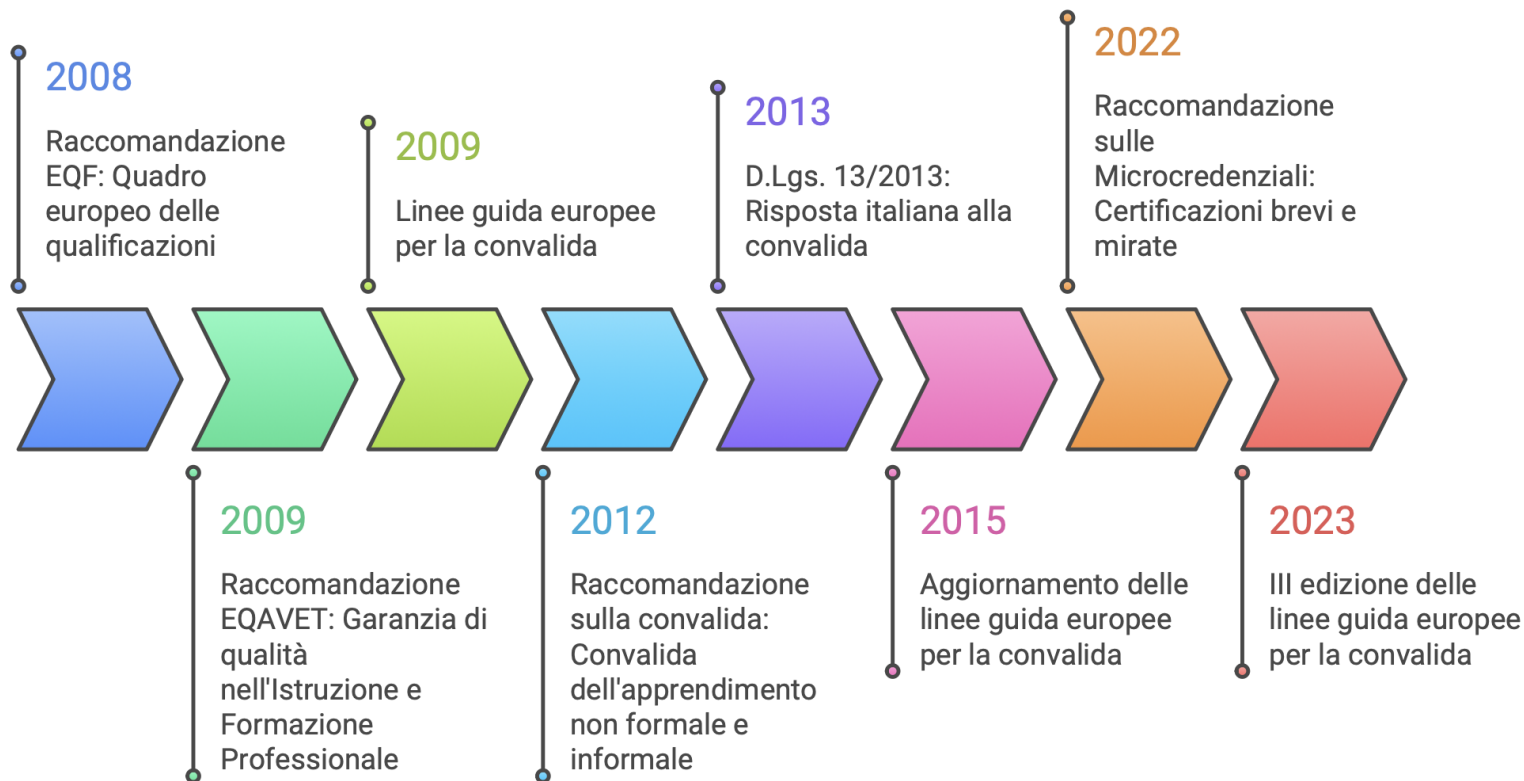 2008
Raccomandazione
EQF: Quadro
europeo delle
qualificazioni
2009
Raccomandazione
EQAVET: Garanzia di
qualità
nell'Istruzione e
Formazione
Professionale
2009
Linee guida europee
per la convalida
2012
Raccomandazione
sulla convalida:
Convalida
dell'apprendimento
non formale e
informale
2013
D.Lgs. 13/2013:
Risposta italiana alla
convalida
2015
Aggiornamento delle
linee guida europee
per la convalida
2022
Raccomandazione
sulle
Microcredenziali:
Certificazioni brevi e
mirate
2023
III edizione delle
linee guida europee
per la convalida